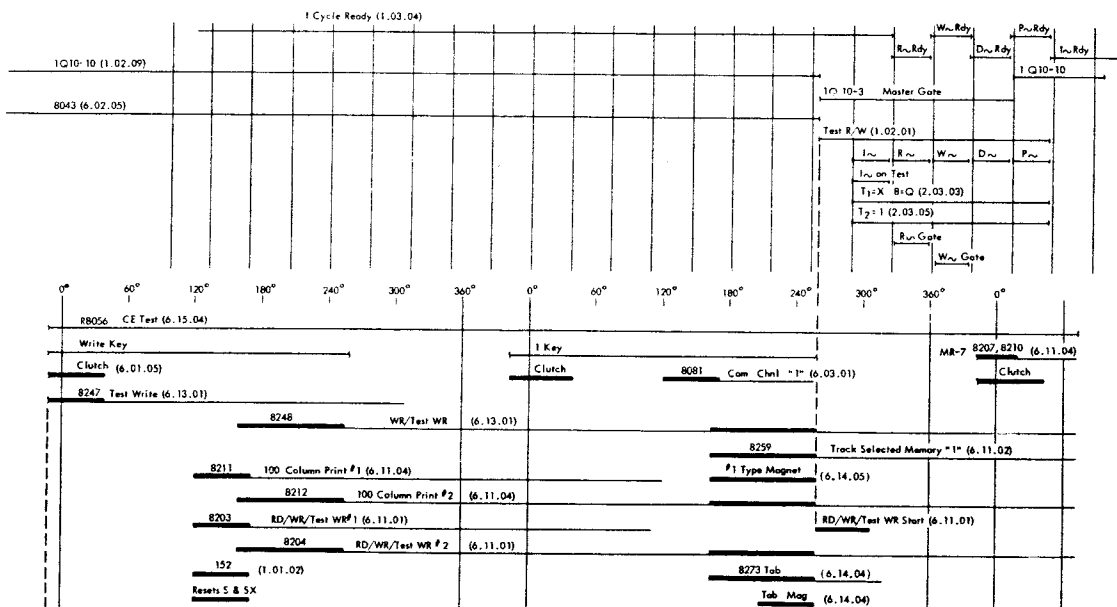 I Cycle Ready (1.03.04)
W~Rdy P~Rdy
R~Rdy D~Rdy I~Rdy
1Q10-10 (1.02.09) 1 Q10-10
1Q 10-3 Master Gate
8043 (6.02.05)
Test R/W (1.02.01)
I~ R~ W~ D~ P~
I~ on Test
T1=X 8=Q (2.03.03)
T2=1 (2.03.05)
R~ Gate
W~ Gate
0° 60° 120° 180° 240° 300° 360° 0° 60° 120° 180° 240° 300° 360° 0°
R8056 CE Test (6.15.04)
Write Key 1 Key MR-7 8207,8210 (6.11.04)
Clutch (6.01.05) Clutch 8081 Com Chnl "1" (6.03.01) Clutch
8247 Test Write (6.13.01)
8248 WR/Test WR (6.13.01)
8259 Track Selected Memory "1" (6.11.02)
8211 100 Column Print #1 (6.11.04) #1 Type Magnet (6.14.05)
8212 100 Column Print #2 (6.11.04)
8203 RD/WR/Test WR#1 (6.11.01) RD/WR/Test WR Start (6.11.01)
8204 RD/WR/Test WR #2 (6.11.01)
152 (1.01.02) 8273 Tab (6.14.04)
Resets S & SX Tab Mag (6.14.04)